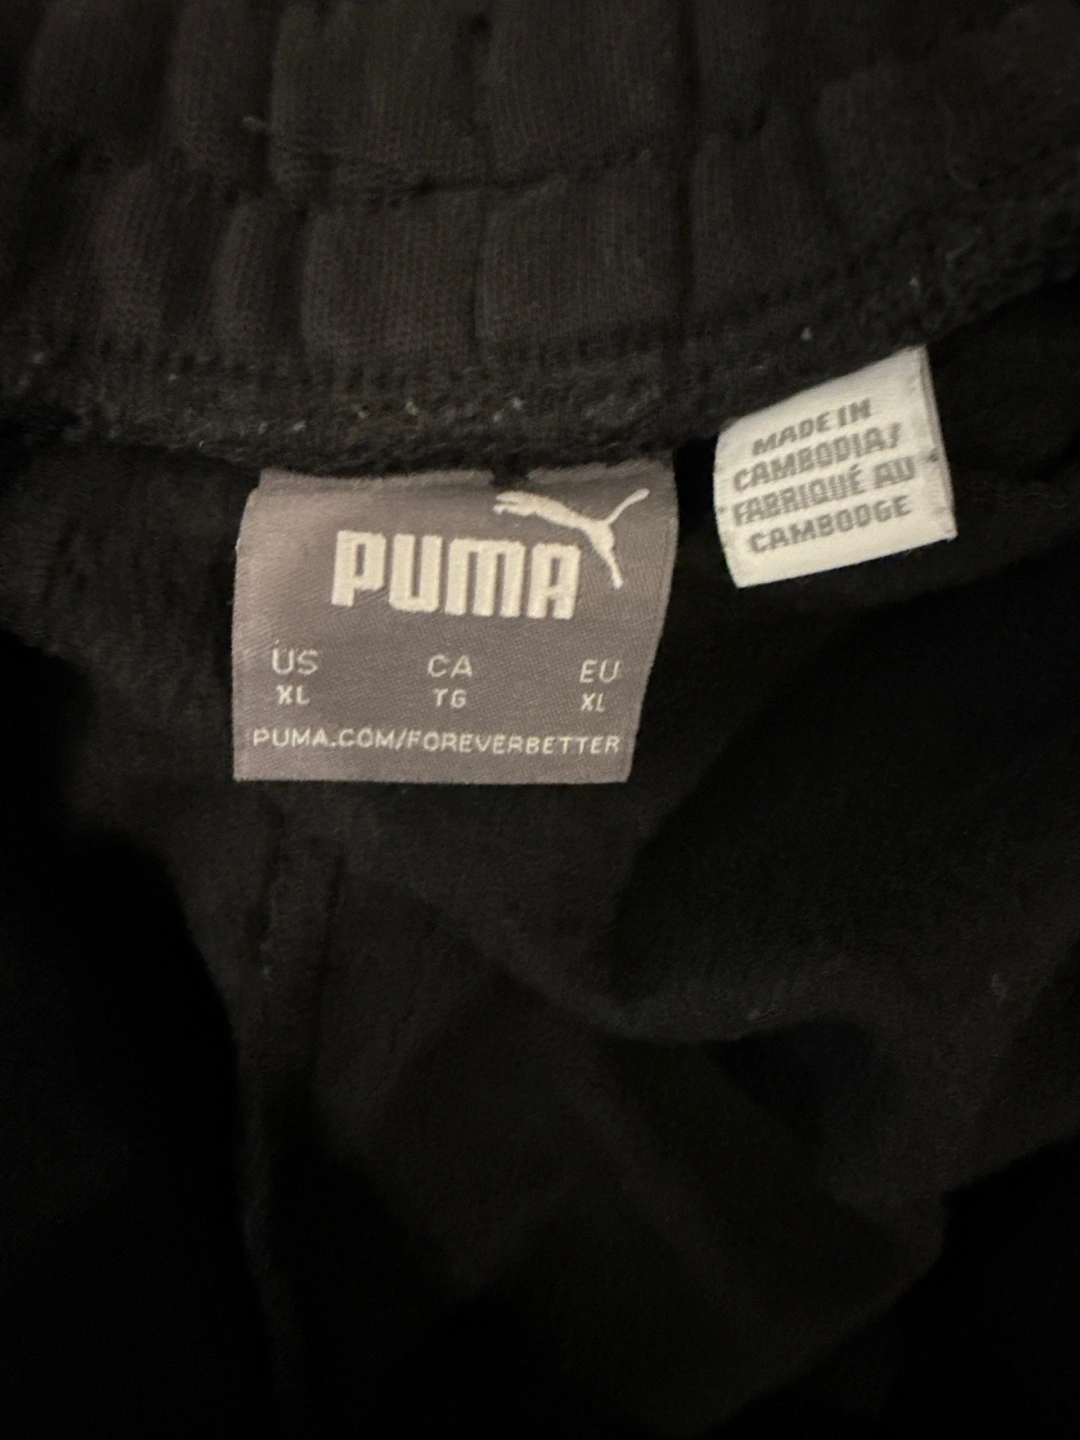 PUMA
US CA EU
XL TG XL
PUMA.COM/FOREVERBETTER
MADE IN
CAMBODIA/
FABRIQUÉ AU
CAMBODGE